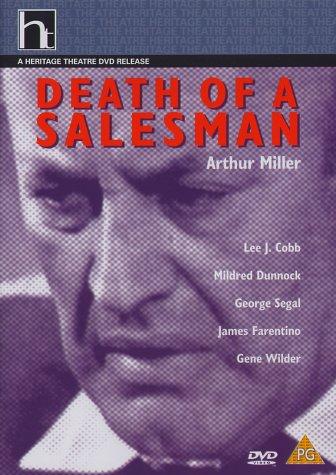 ht
A HERITAGE THEATRE DVD RELEASE
DEATH OF A
SALESMAN
Arthur Miller
Lee J. Cobb
Mildred Dunnock
George Segal
James Farentino
Gene Wilder
DVD
VIDEO
PG